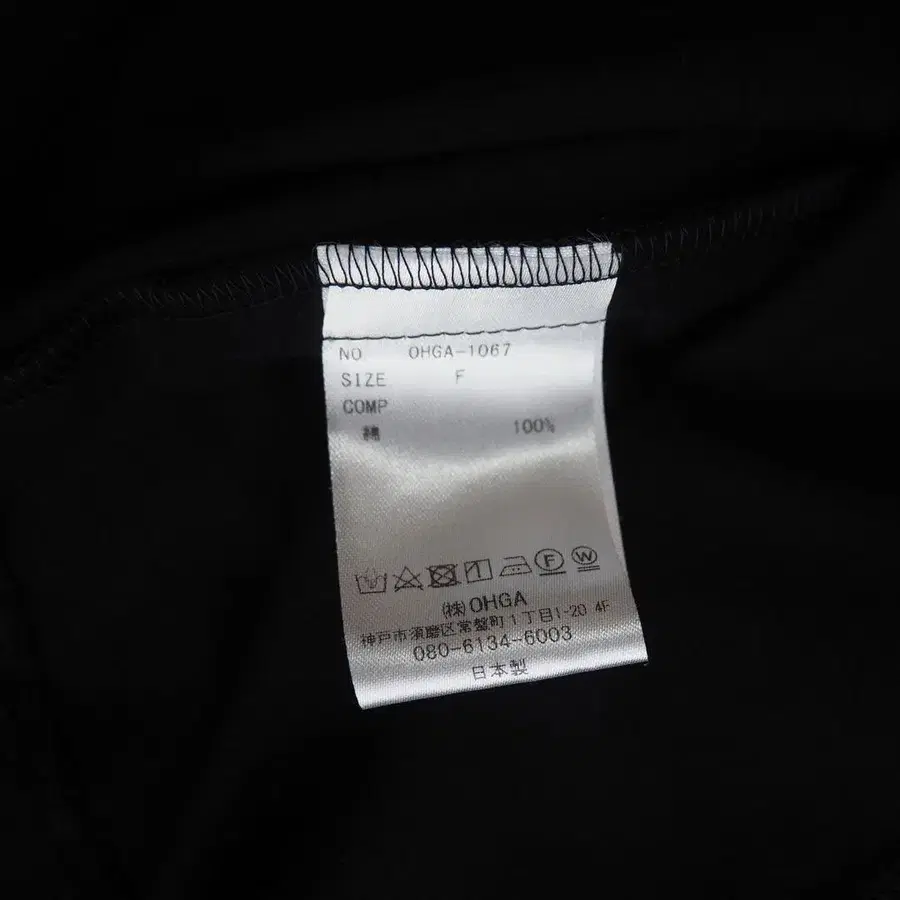 NO OHGA-1067
SIZE F
COMP
綿 100%
F W
(株)OHGA
神戸市須磨区常盤町1丁目1-20 4F
080-6134-6003
日本製